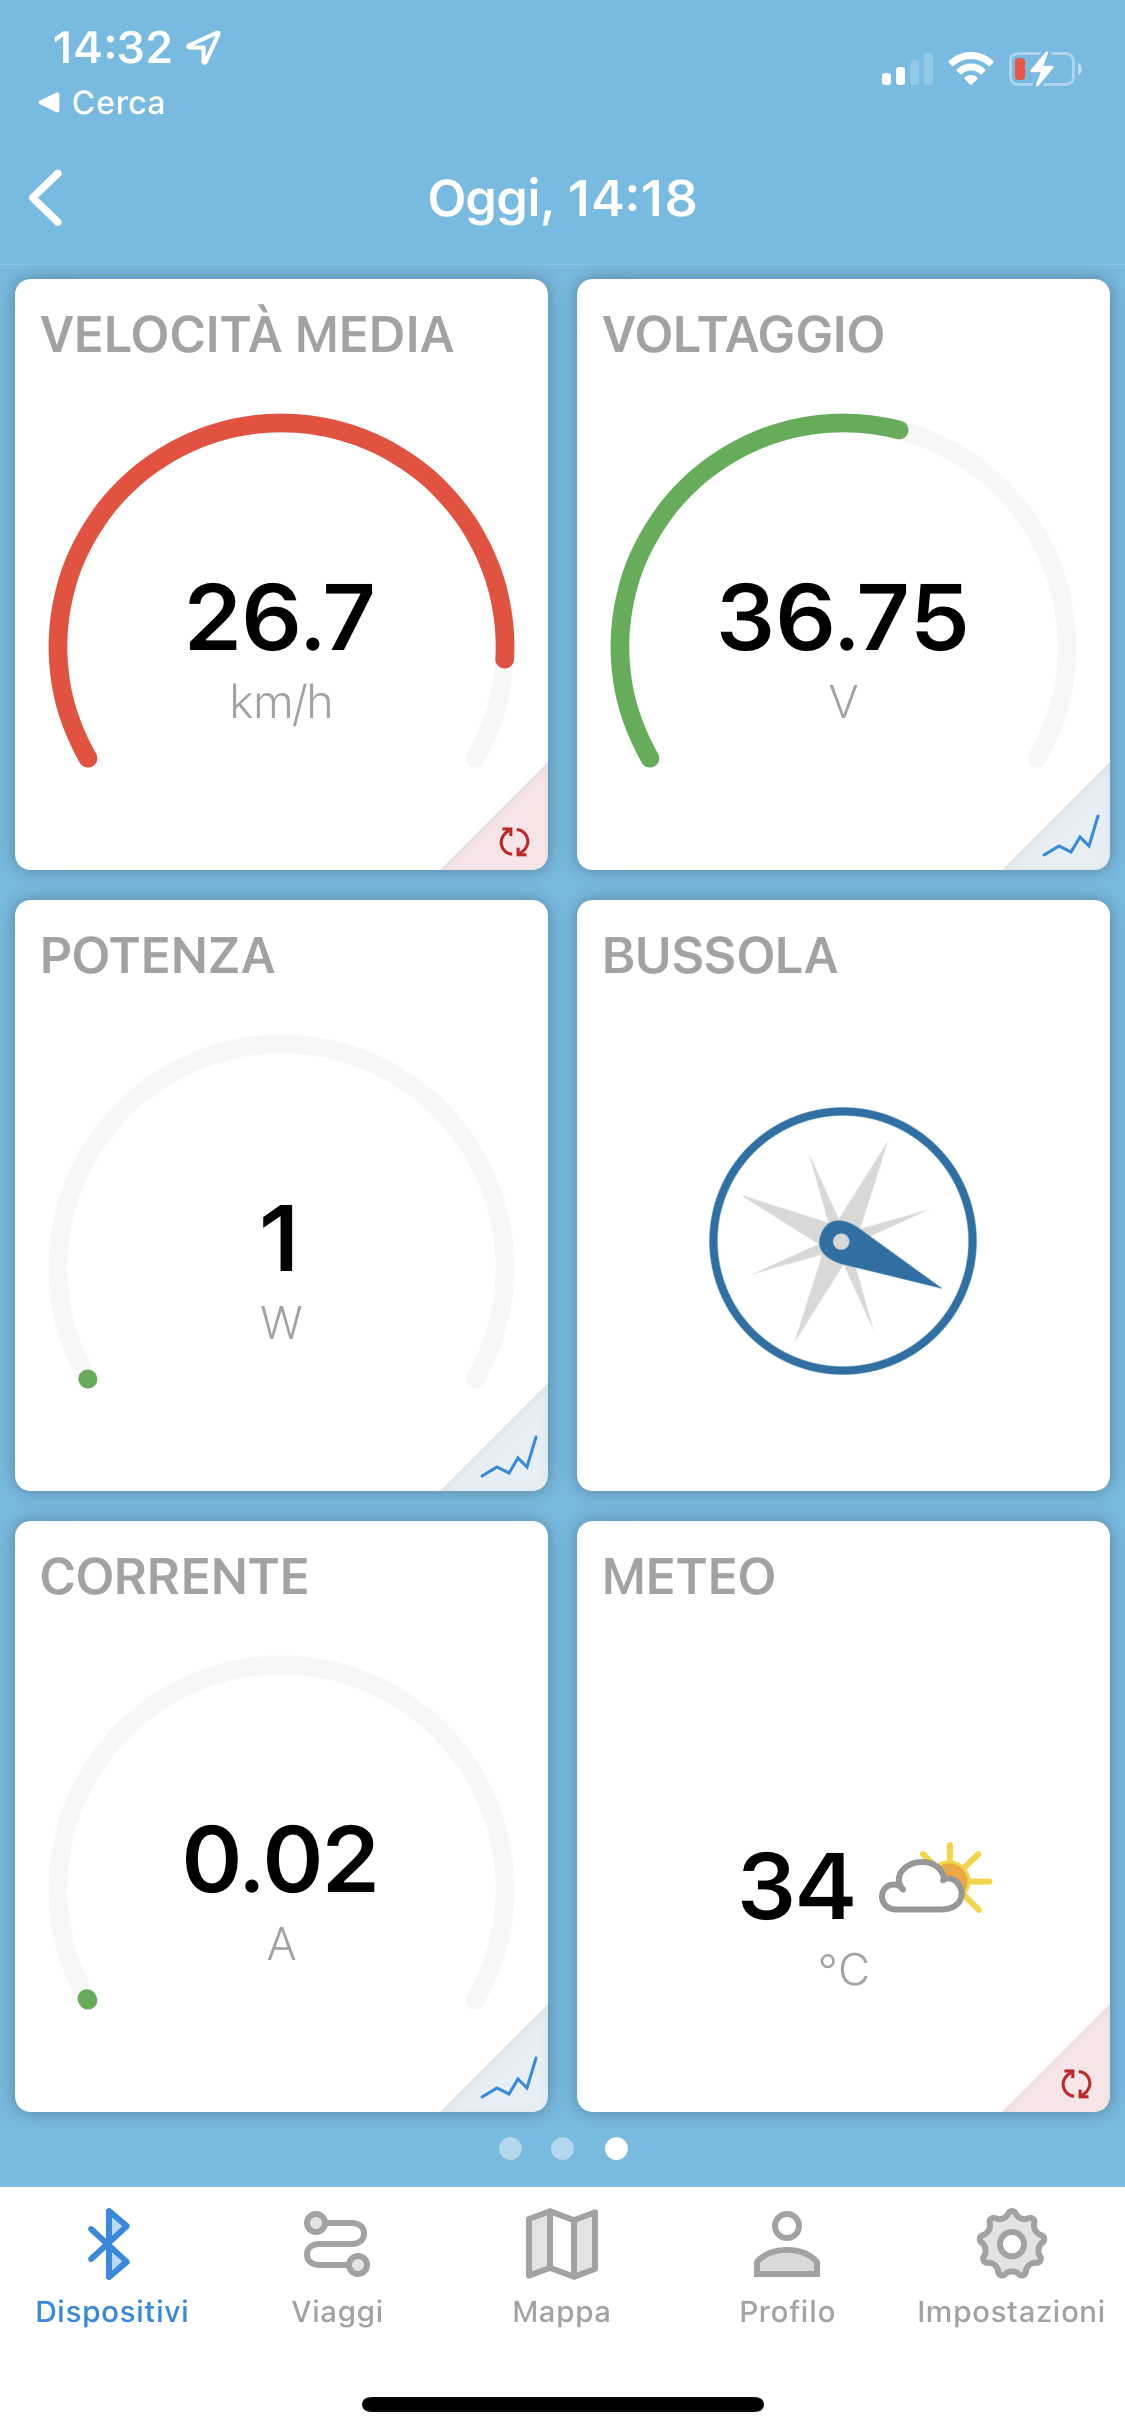 14:32
Cerca
Oggi, 14:18
VELOCITÀ MEDIA
26.7
km/h
VOLTAGGIO
36.75
V
POTENZA
1
W
BUSSOLA
CORRENTE
0.02
A
METEO
34
°C
Dispositivi
Viaggi
Mappa
Profilo
Impostazioni